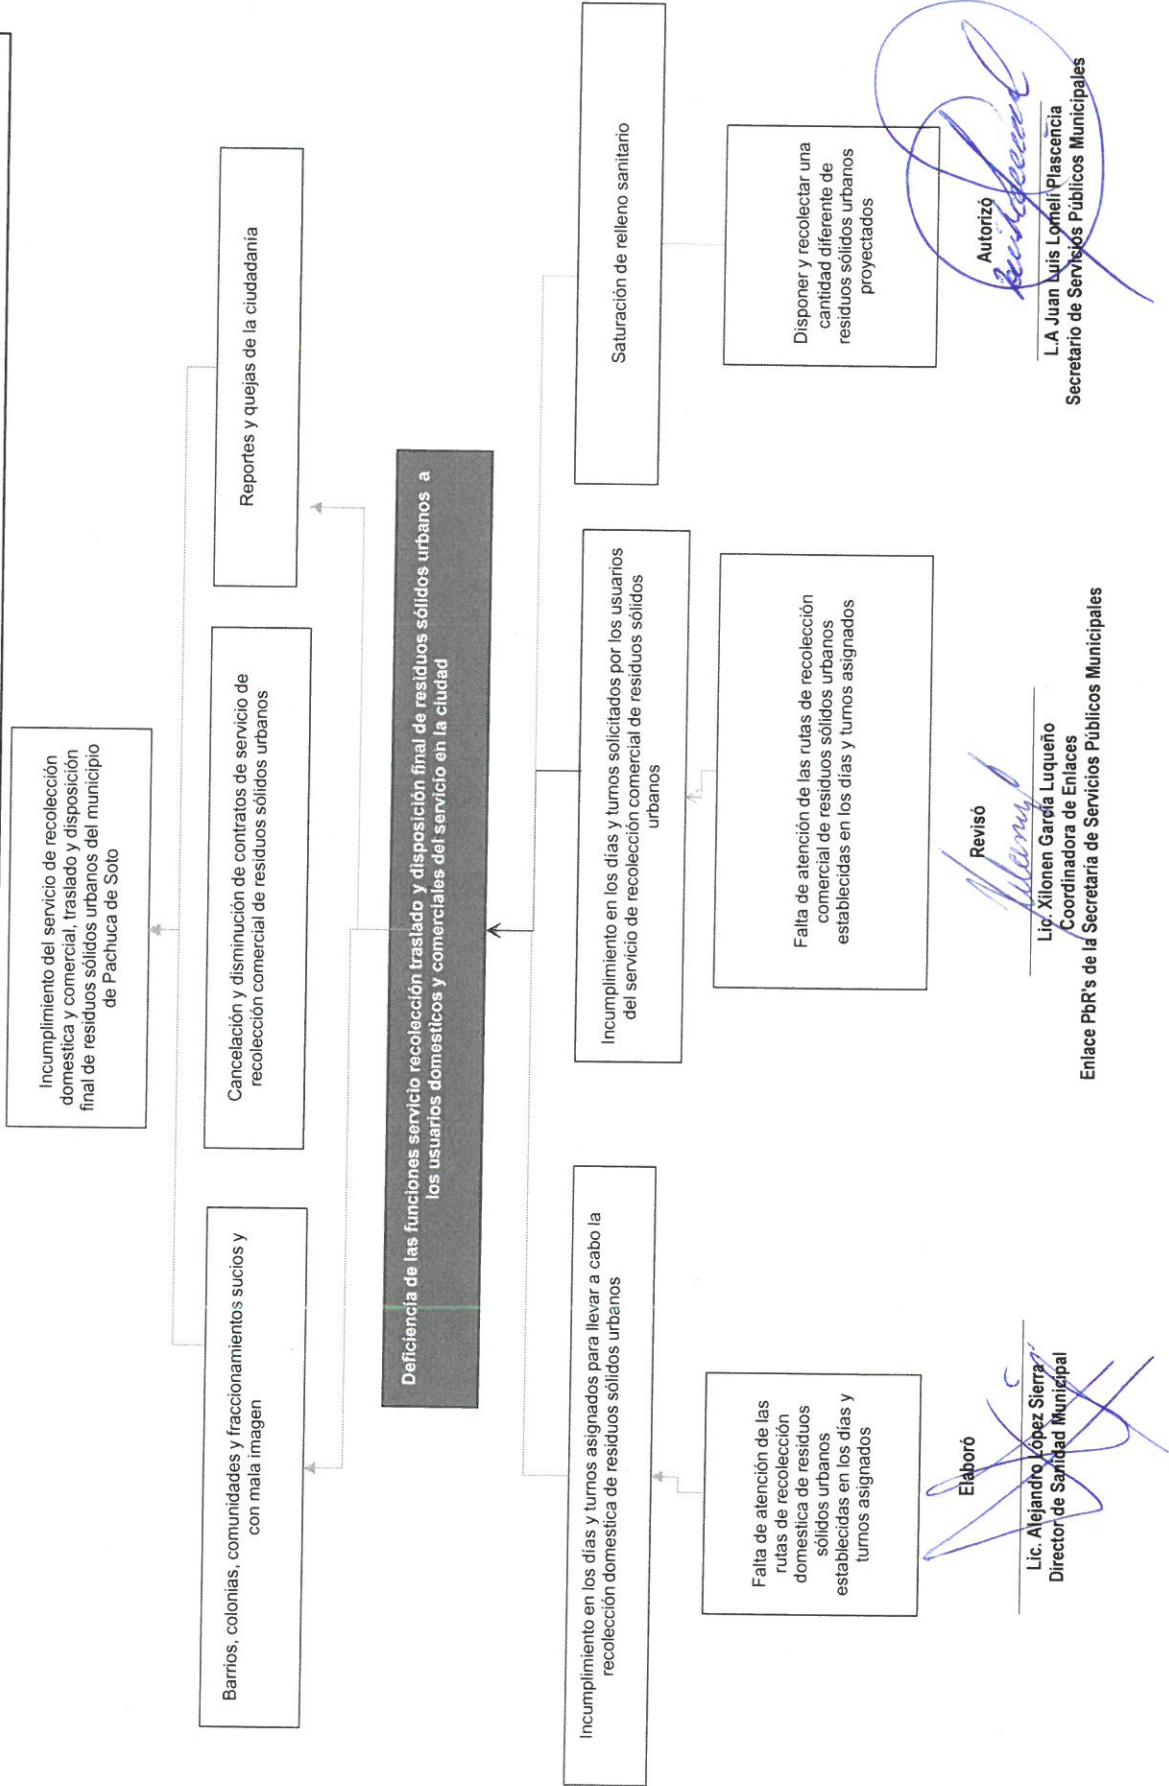 Incumplimiento del servicio de recolección
domestica y comercial, traslado y disposición
final de residuos sólidos urbanos del municipio
de Pachuca de Soto
Barrios, colonias, comunidades y fraccionamientos sucios y
con mala imagen
Cancelación y disminución de contratos de servicio de
recolección comercial de residuos sólidos urbanos
Reportes y quejas de la ciudadanía
Deficiencia de las funciones servicio recolección traslado y disposición final de residuos sólidos urbanos a
los usuarios domesticos y comerciales del servicio en la ciudad
Incumplimiento en los días y turnos asignados para llevar a cabo la
recolección domestica de residuos sólidos urbanos
Incumplimiento en los días y turnos solicitados por los usuarios
del servicio de recolección comercial de residuos sólidos
urbanos
Saturación de relleno sanitario
Falta de atención de las
rutas de recolección
domestica de residuos
sólidos urbanos
establecidas en los días y
turnos asignados
Falta de atención de las rutas de recolección
comercial de residuos sólidos urbanos
establecidas en los días y turnos asignados
Disponer y recolectar una
cantidad diferente de
residuos sólidos urbanos
proyectados
Elaboró
Lic. Alejandro López Sierra
Director de Sanidad Municipal
Revisó
Lic. Xilonen García Luqueño
Coordinadora de Enlaces
Enlace PbR's de la Secretaría de Servicios Públicos Municipales
Autorizó
L.A Juan Luis Lomelí Plascencia
Secretario de Servicios Públicos Municipales